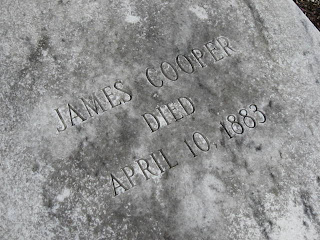 JAMES COOPER
DIED
APRIL 10, 1883